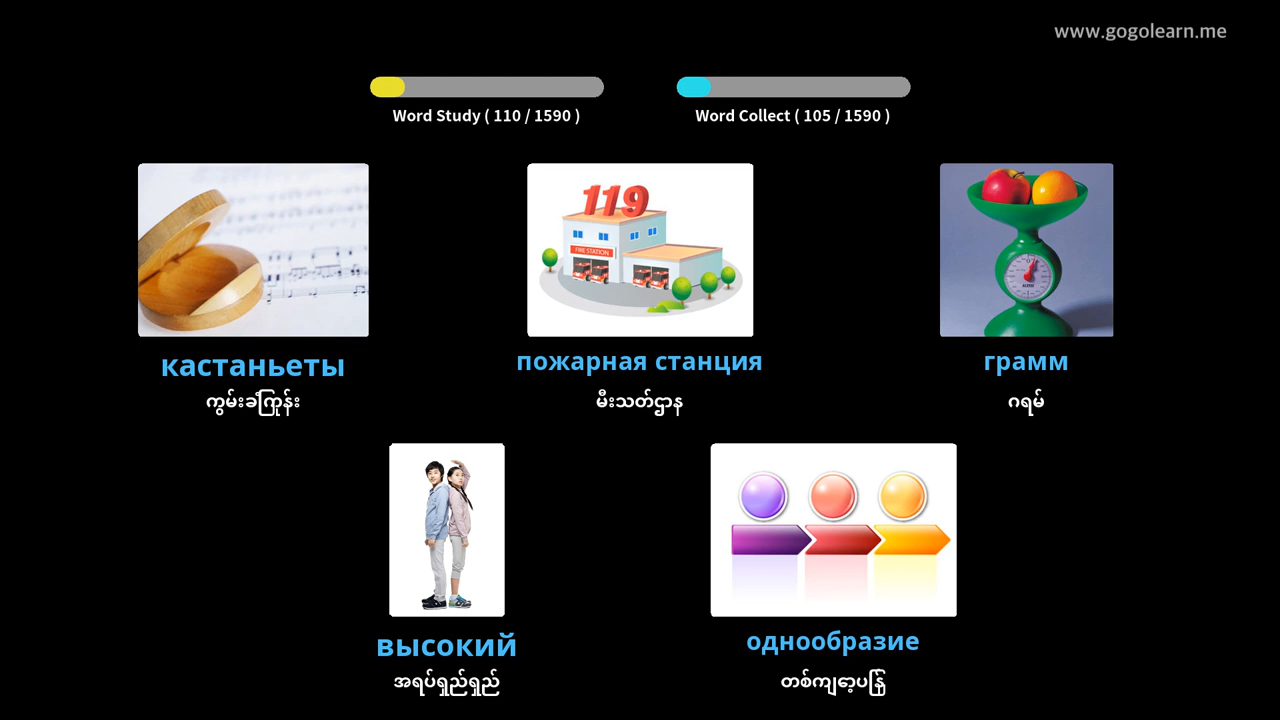 www.gogolearn.me
Word Study ( 110 / 1590 )
Word Collect ( 105 / 1590 )
119
FIRE STATION
кастаньеты
ကွမ်းခံကြုန်း
пожарная станция
မီးသတ်ဌာန
грамм
ဂရမ်
высокий
အရပ်ရှည်ရှည်
однообразие
တစ်ကျော့ပြန်